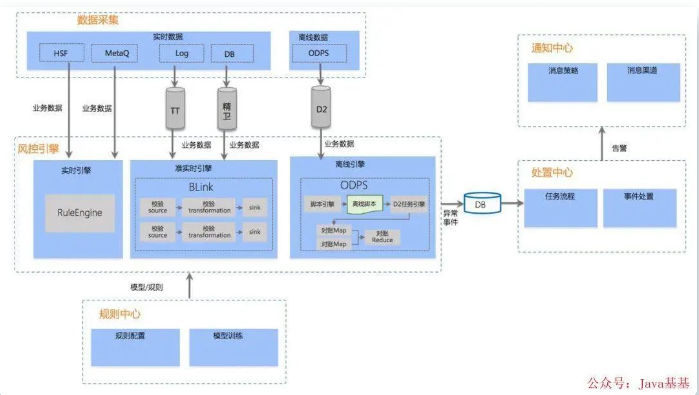 数据采集
实时数据
离线数据
HSF
MetaQ
Log
DB
ODPS
业务数据
业务数据
TT
精卫
D2
业务数据
业务数据
业务数据
风控引擎
实时引擎
准实时引擎
离线引擎
RuleEngine
BLink
校验
source
校验
transformation
sink
校验
source
校验
transformation
sink
ODPS
脚本引擎
离线脚本
D2任务引擎
对账Map
对账Map
对账
Reduce
异常
事件
DB
模型/规则
规则中心
规则配置
模型训练
通知中心
消息策略
消息渠道
告警
处置中心
任务流程
事件处置
公众号：Java基基